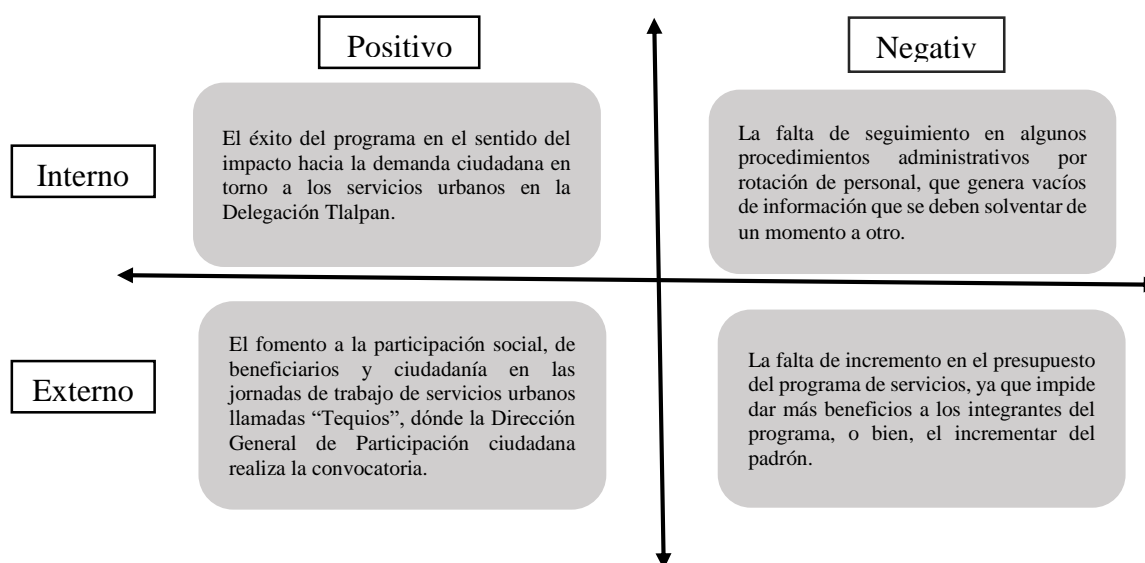 Positivo
Negativ
Interno
El éxito del programa en el sentido del
impacto hacia la demanda ciudadana en
torno a los servicios urbanos en la
Delegación Tlalpan.
La falta de seguimiento en algunos
procedimientos administrativos por
rotación de personal, que genera vacíos
de información que se deben solventar de
un momento a otro.
Externo
El fomento a la participación social, de
beneficiarios y ciudadanía en las
jornadas de trabajo de servicios urbanos
llamadas “Tequios”, dónde la Dirección
General de Participación ciudadana
realiza la convocatoria.
La falta de incremento en el presupuesto
del programa de servicios, ya que impide
dar más beneficios a los integrantes del
programa, o bien, el incrementar del
padrón.